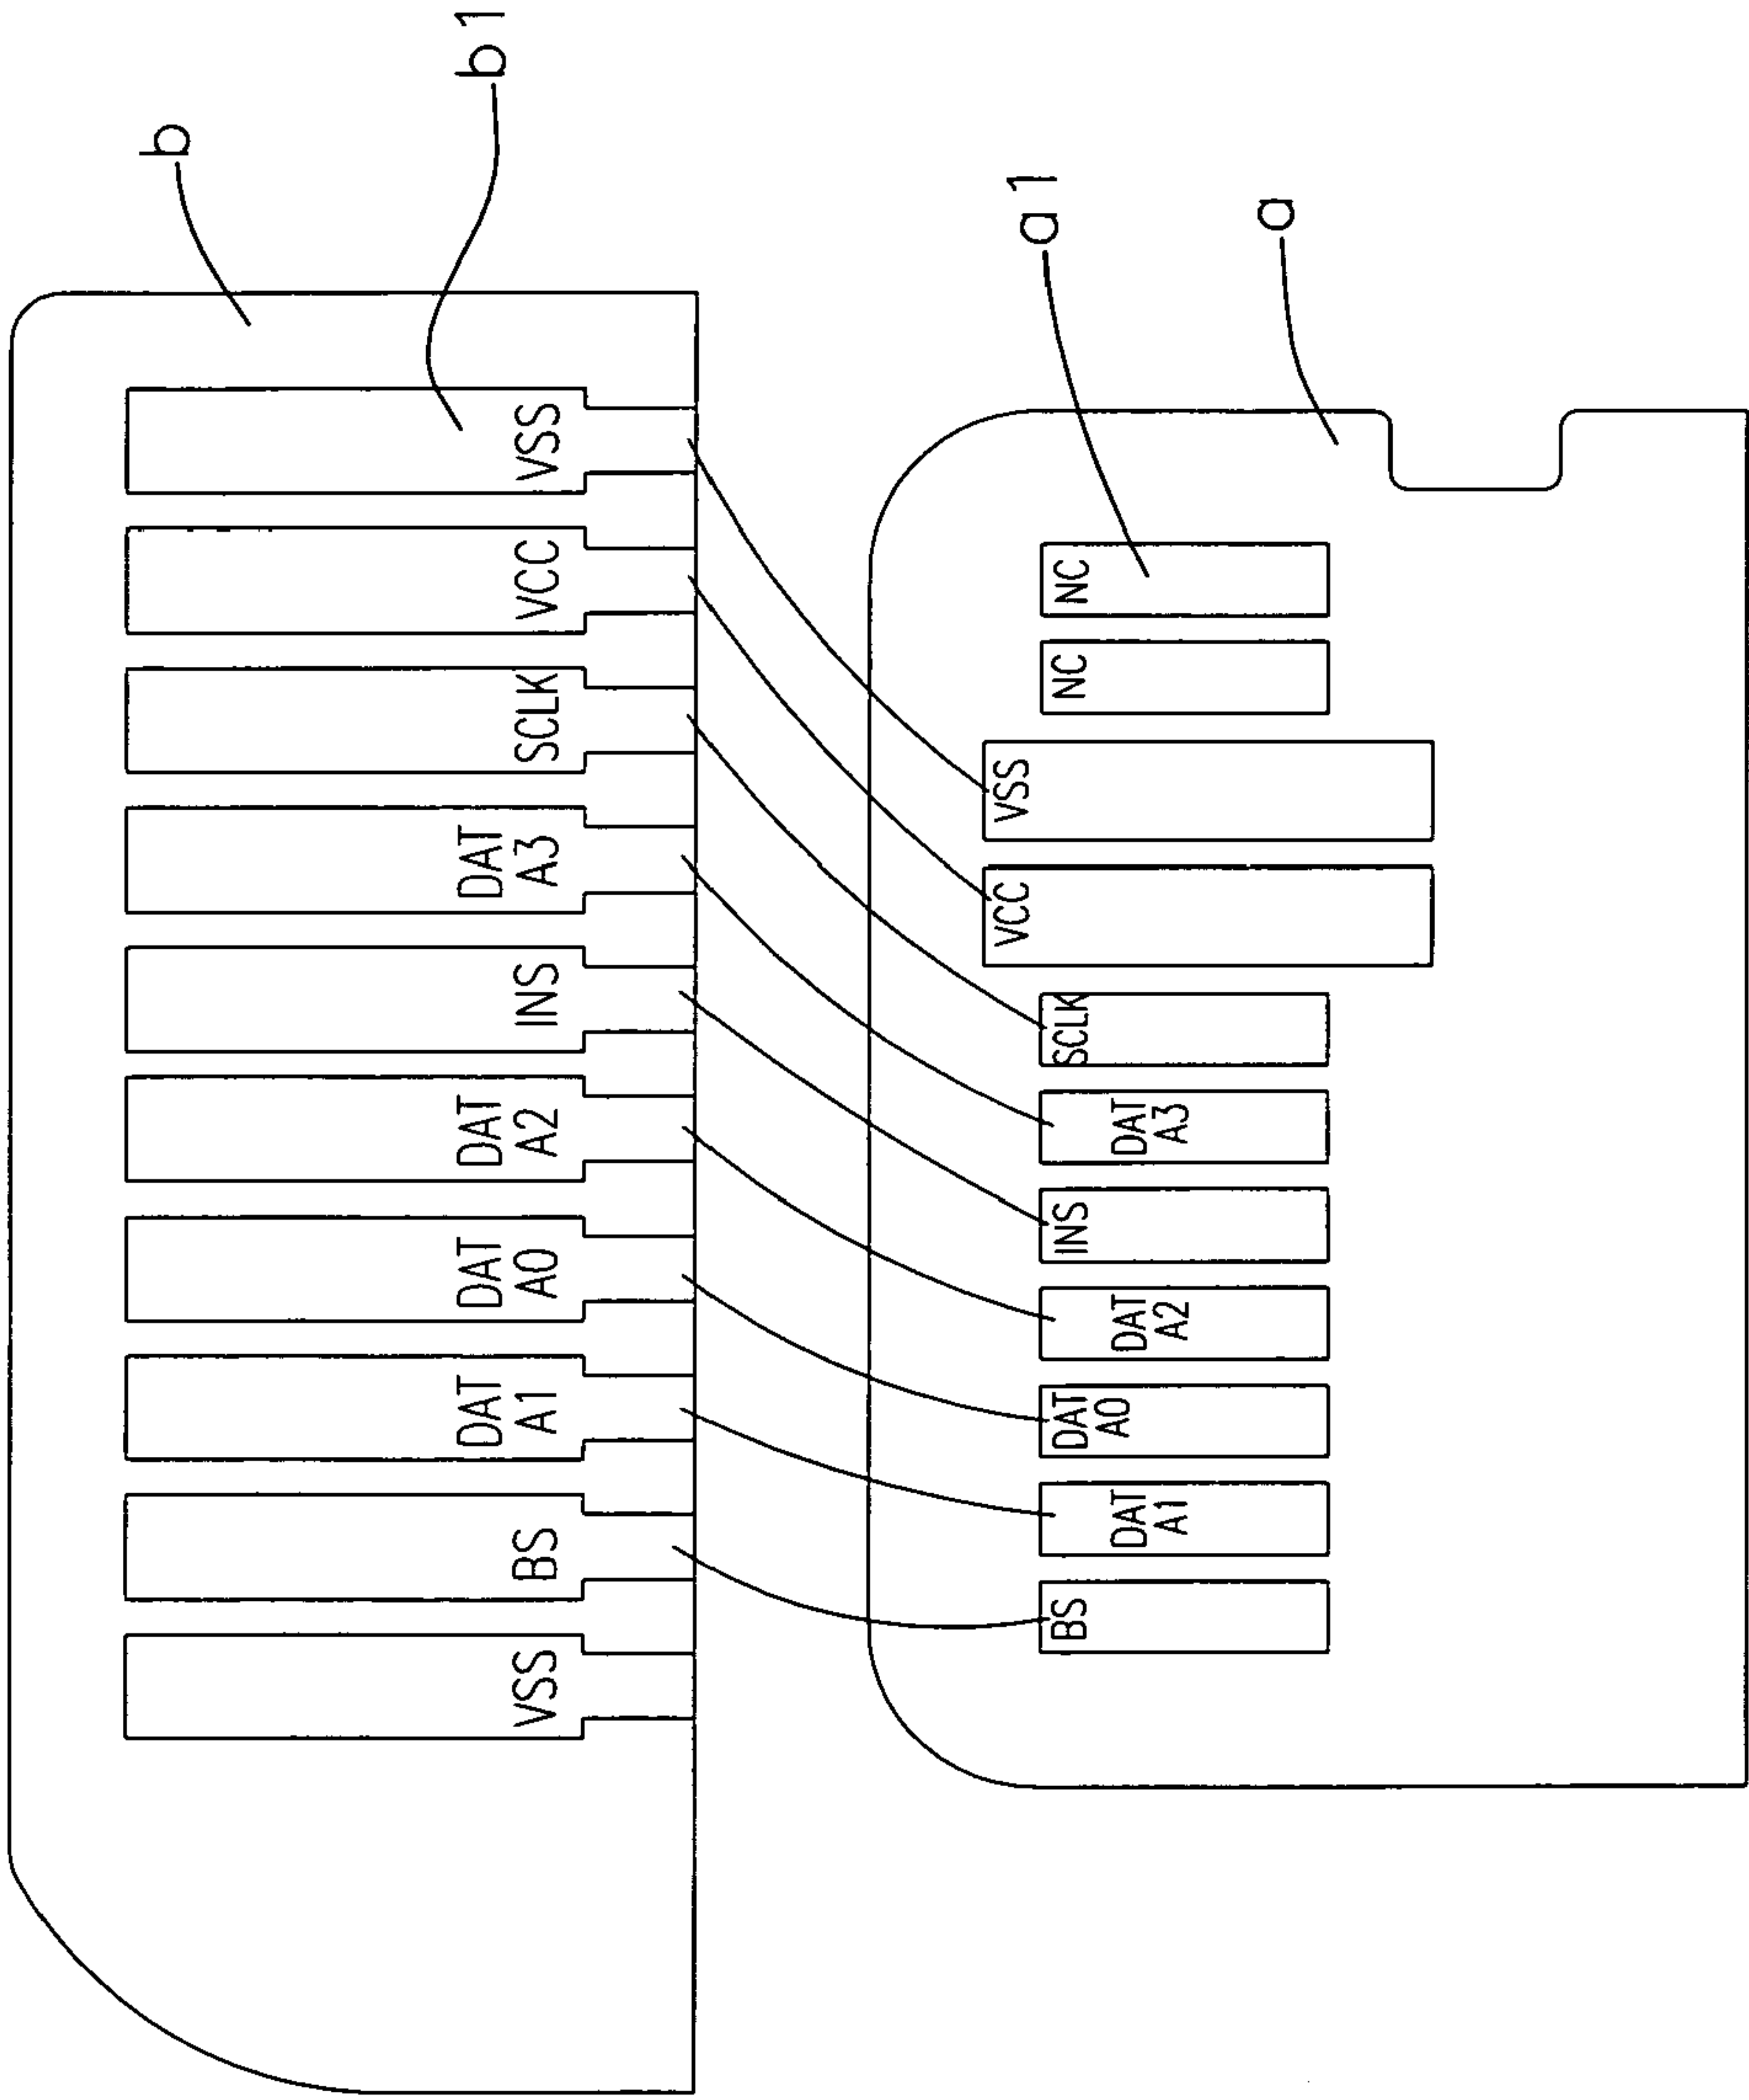 b
b1
VSS
BS
DAT
A1
DAT
A0
DAT
A2
INS
DAT
A3
SCLK
VCC
VSS
BS
DAT
A1
DAT
A0
DAT
A2
INS
DAT
A3
SCLK
VCC
VSS
NC
NC
a1
a